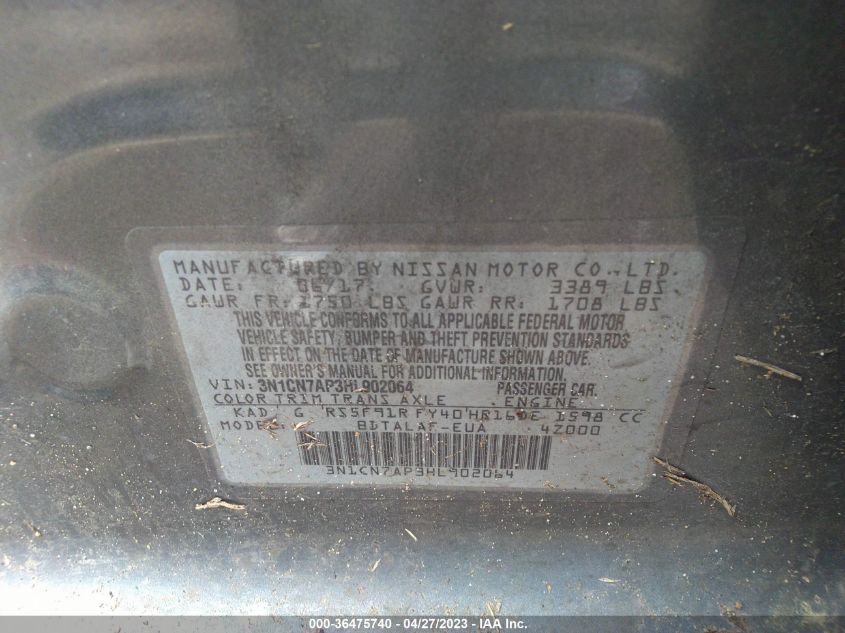 MANUFACTURED BY NISSAN MOTOR CO., LTD.
DATE: 06/17 GVWR: 3389 LBS
GAWR FR: 1750 LBS GAWR RR: 1708 LBS
THIS VEHICLE CONFORMS TO ALL APPLICABLE FEDERAL MOTOR
VEHICLE SAFETY, BUMPER AND THEFT PREVENTION STANDARDS
IN EFFECT ON THE DATE OF MANUFACTURE SHOWN ABOVE.
SEE OWNER'S MANUAL FOR ADDITIONAL INFORMATION.
VIN: 3N1CN7AP3HL902064 PASSENGER CAR.
COLOR TRIM TRANS AXLE ENGINE
KAD G RS5F91R FY40 HR16DE 1598 CC
MODEL: BDTALAF-EUA 4Z000
3N1CN7AP3HL902064
000-36475740 - 04/27/2023 - IAA Inc.